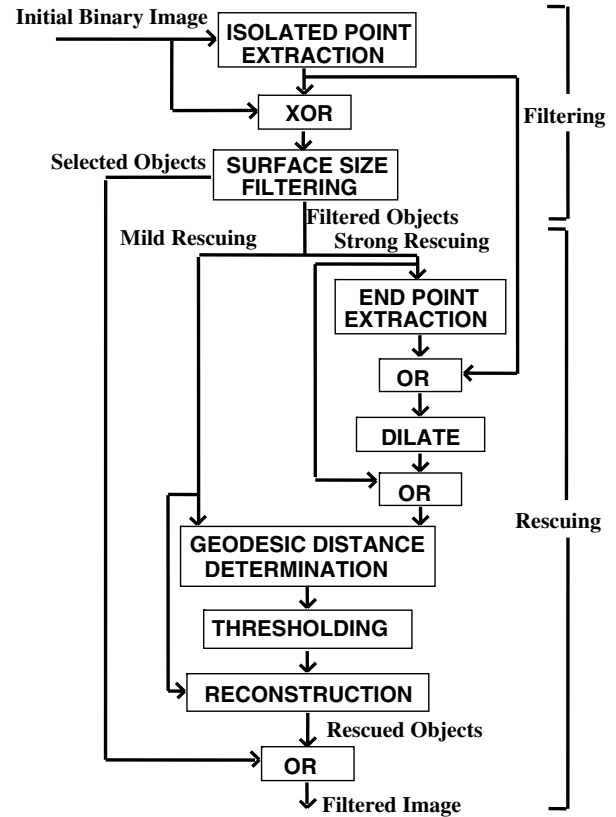 Initial Binary Image
ISOLATED POINT
EXTRACTION
XOR
Filtering
Selected Objects
SURFACE SIZE
FILTERING
Filtered Objects
Mild Rescuing
Strong Rescuing
END POINT
EXTRACTION
OR
DILATE
OR
Rescuing
GEODESIC DISTANCE
DETERMINATION
THRESHOLDING
RECONSTRUCTION
Rescued Objects
OR
Filtered Image